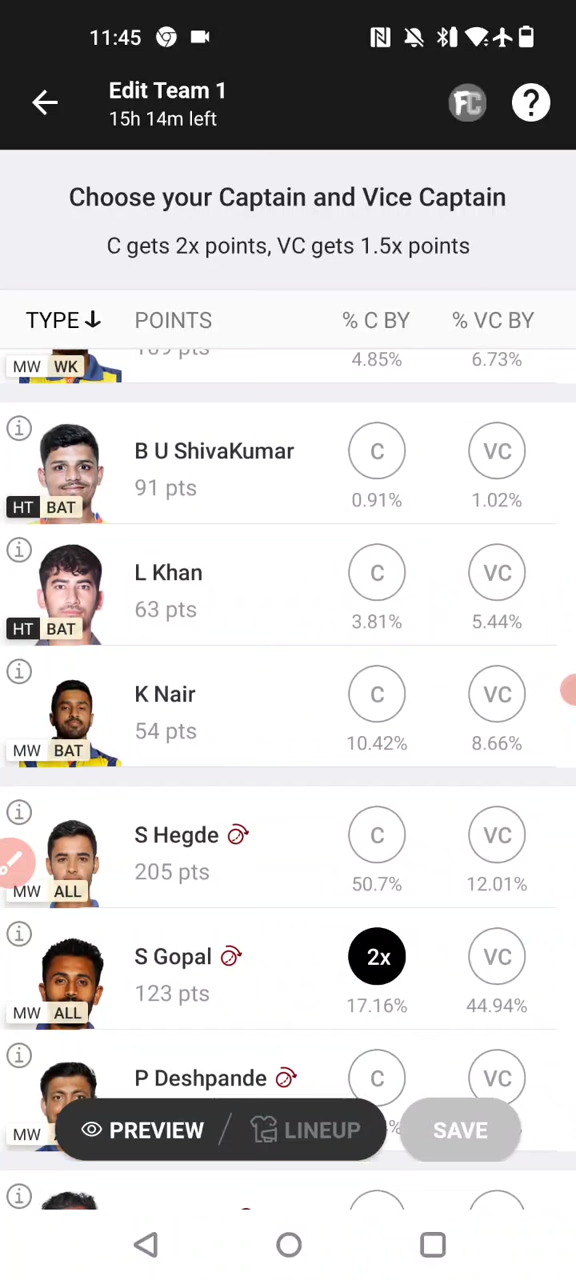 11:45
Edit Team 1
15h 14m left
FC
?
Choose your Captain and Vice Captain
C gets 2x points, VC gets 1.5x points
TYPE POINTS % C BY % VC BY
MW WK 4.85% 6.73%
B U ShivaKumar C VC
91 pts
HT BAT 0.91% 1.02%
L Khan C VC
63 pts
HT BAT 3.81% 5.44%
K Nair C VC
54 pts
MW BAT 10.42% 8.66%
S Hegde C VC
205 pts
MW ALL 50.7% 12.01%
S Gopal 2x VC
123 pts
MW ALL 17.16% 44.94%
P Deshpande C VC
MW
PREVIEW / LINEUP SAVE